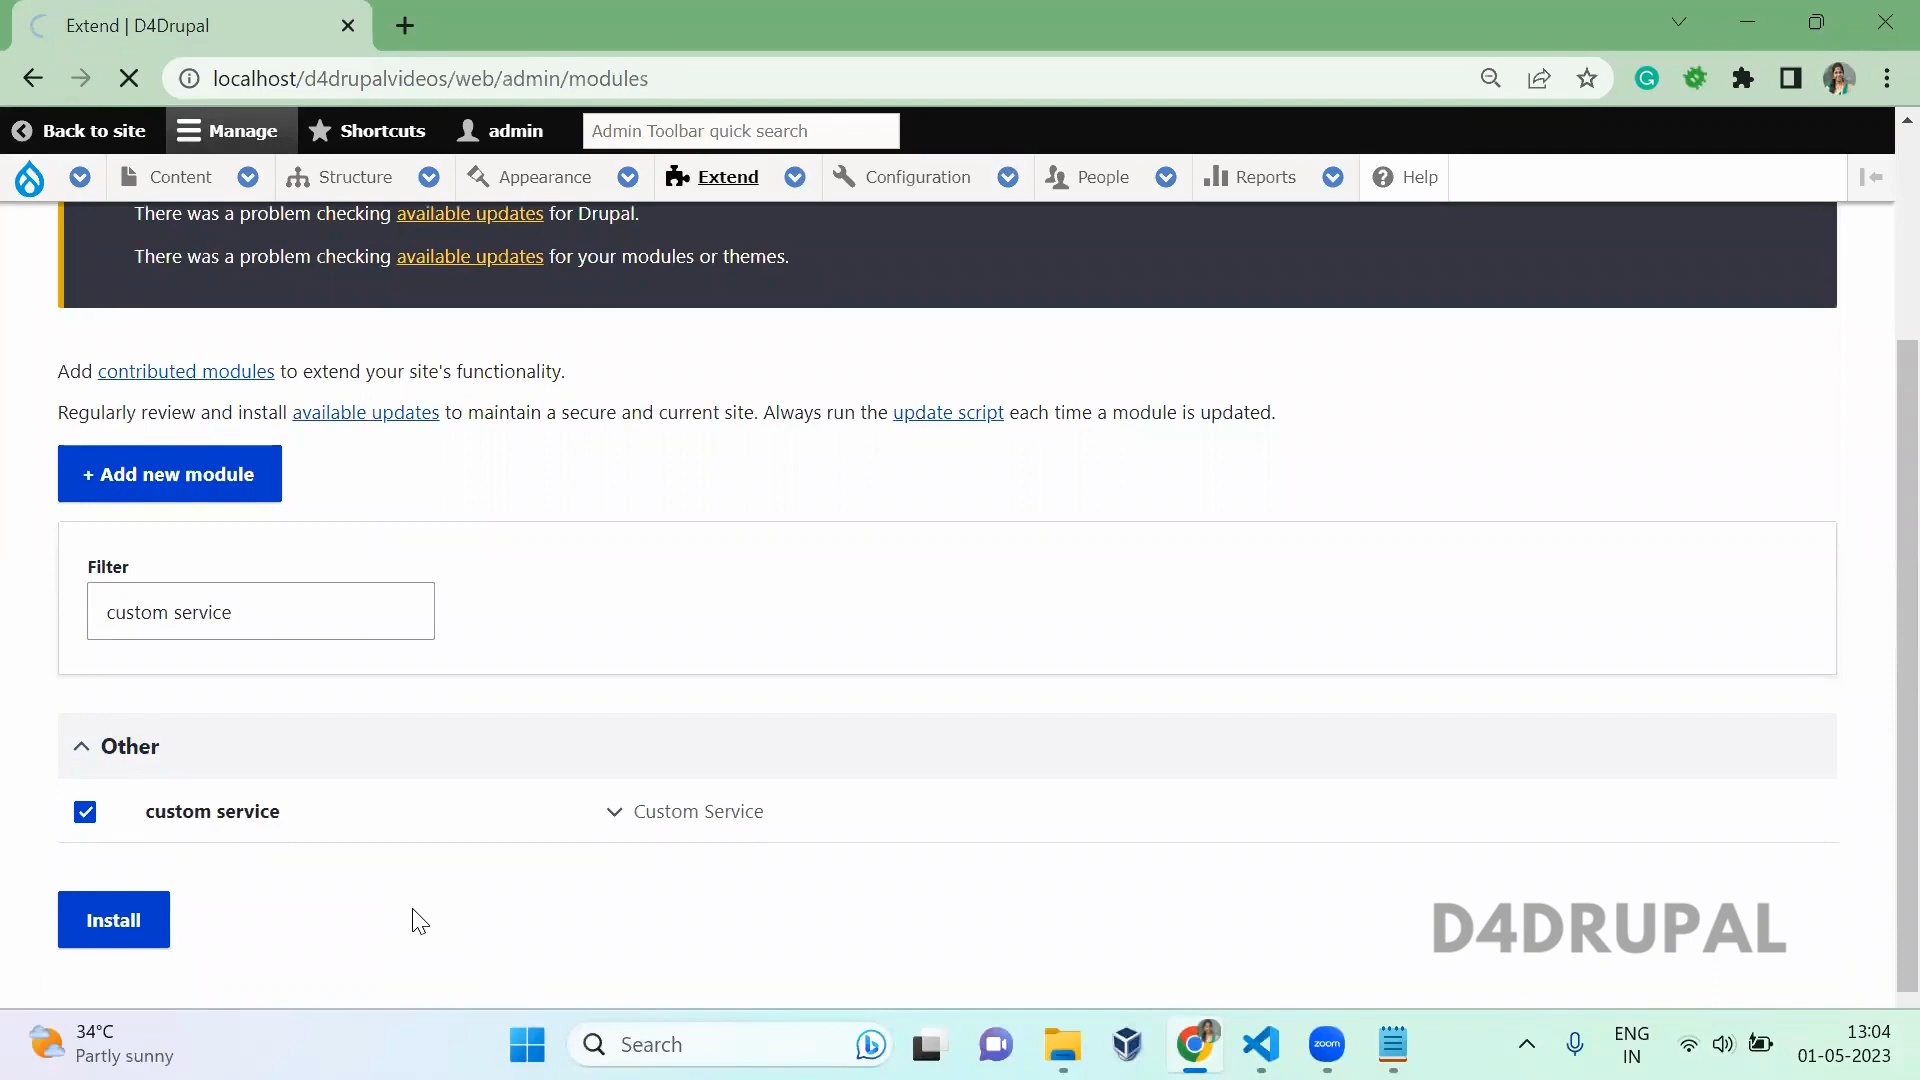 Extend | D4Drupal
localhost/d4drupalvideos/web/admin/modules
Back to site
Manage
Shortcuts
admin
Admin Toolbar quick search
Content
Structure
Appearance
Extend
Configuration
People
Reports
Help
There was a problem checking available updates for Drupal.
There was a problem checking available updates for your modules or themes.
Add contributed modules to extend your site's functionality.
Regularly review and install available updates to maintain a secure and current site. Always run the update script each time a module is updated.
+ Add new module
Filter
custom service
Other
custom service
Custom Service
Install
D4DRUPAL
34°C
Partly sunny
Search
zoom
ENG
IN
13:04
01-05-2023